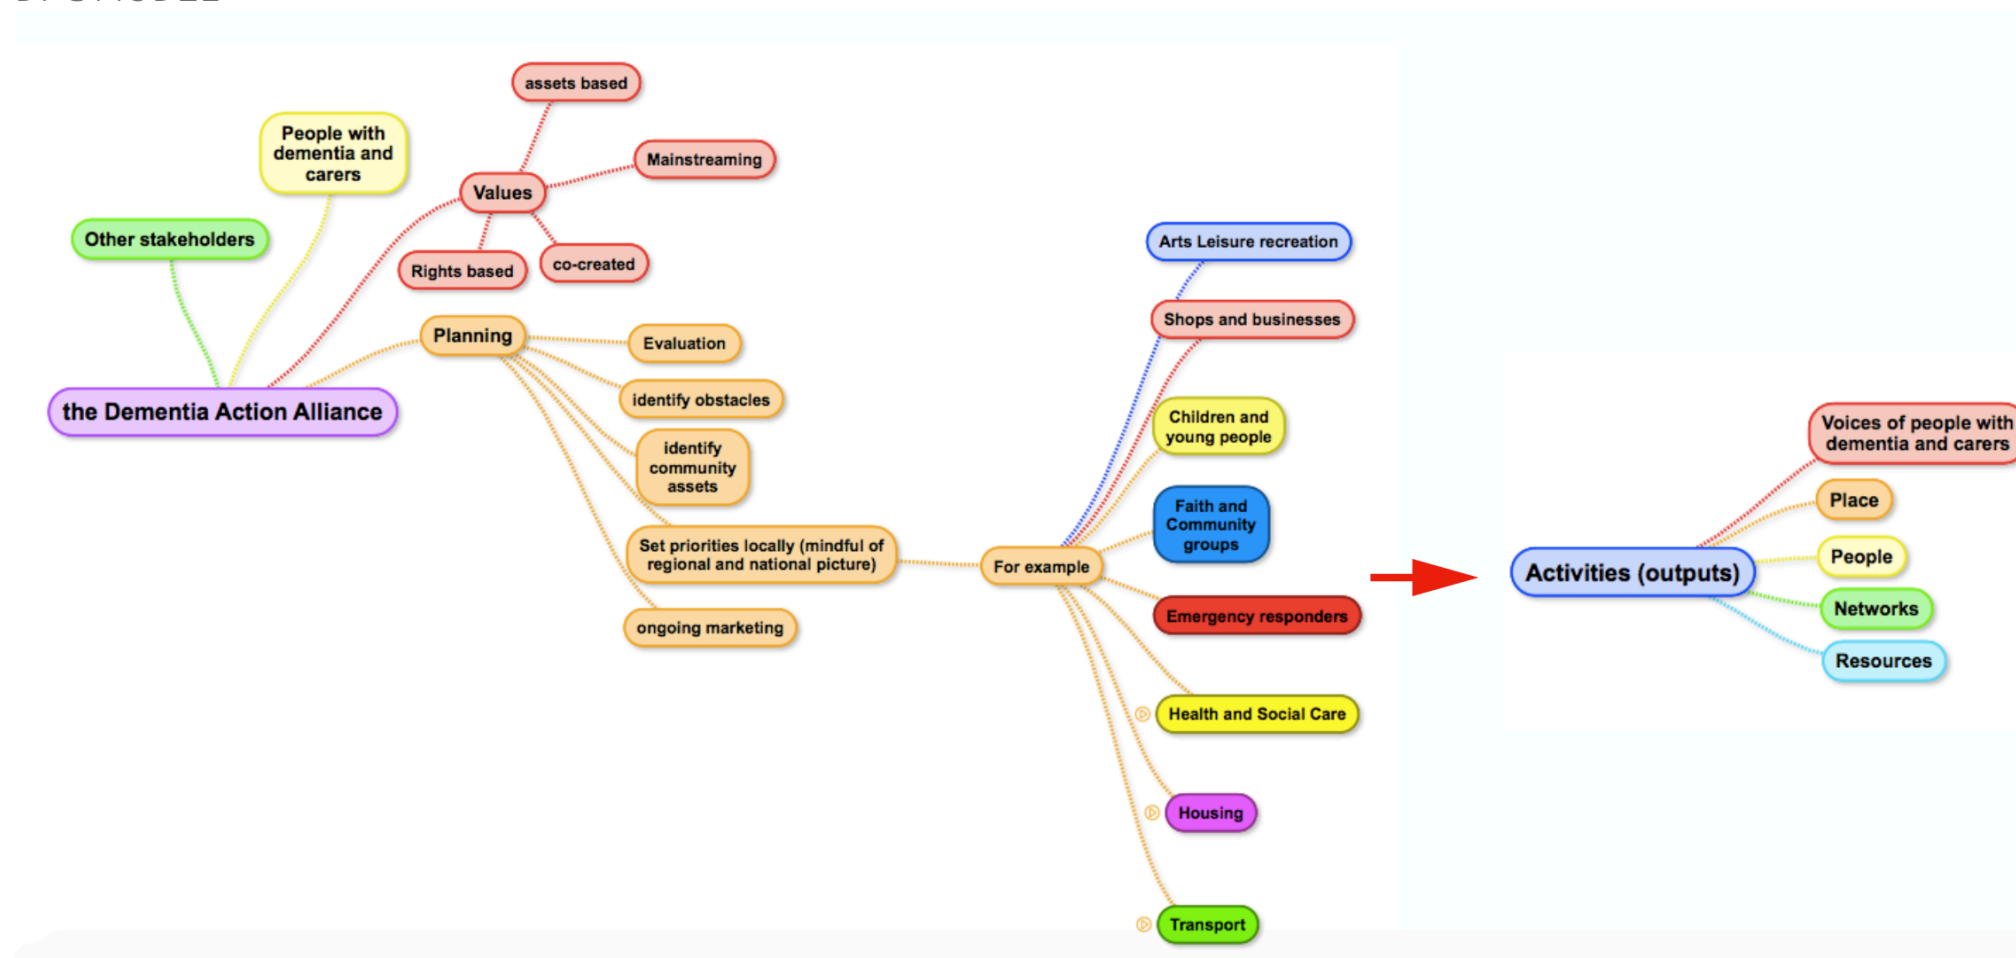 assets based
People with
dementia and
carers
Mainstreaming
Values
Other stakeholders
Rights based
co-created
Arts Leisure recreation
Shops and businesses
Planning
Evaluation
identify obstacles
the Dementia Action Alliance
identify
community
assets
Children and
young people
Faith and
Community
groups
Set priorities locally (mindful of
regional and national picture)
For example
Emergency responders
ongoing marketing
Health and Social Care
Housing
Transport
Voices of people with
dementia and carers
Place
People
Activities (outputs)
Networks
Resources